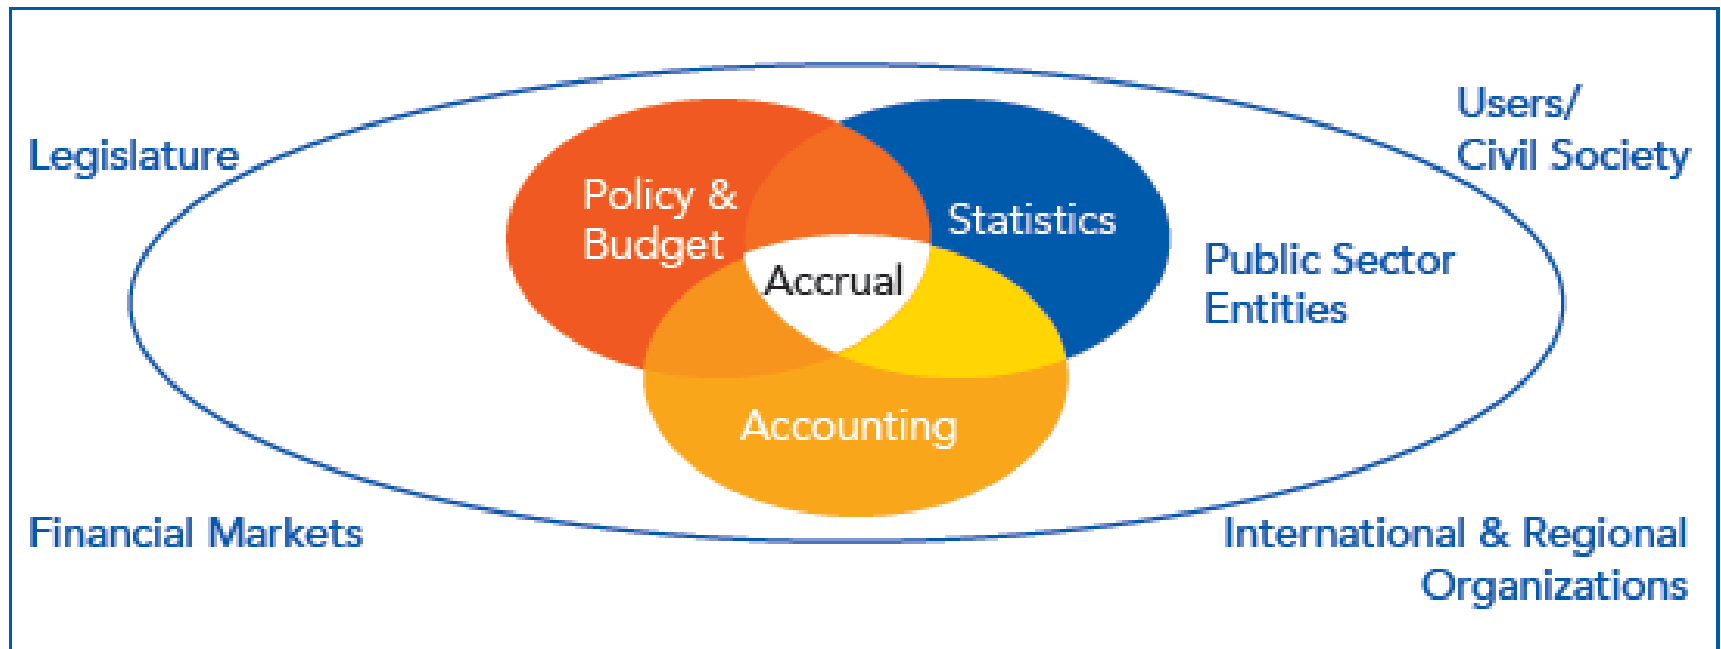 Legislature
Users/
Civil Society
Policy &
Budget
Statistics
Accrual
Public Sector
Entities
Accounting
Financial Markets
International & Regional
Organizations